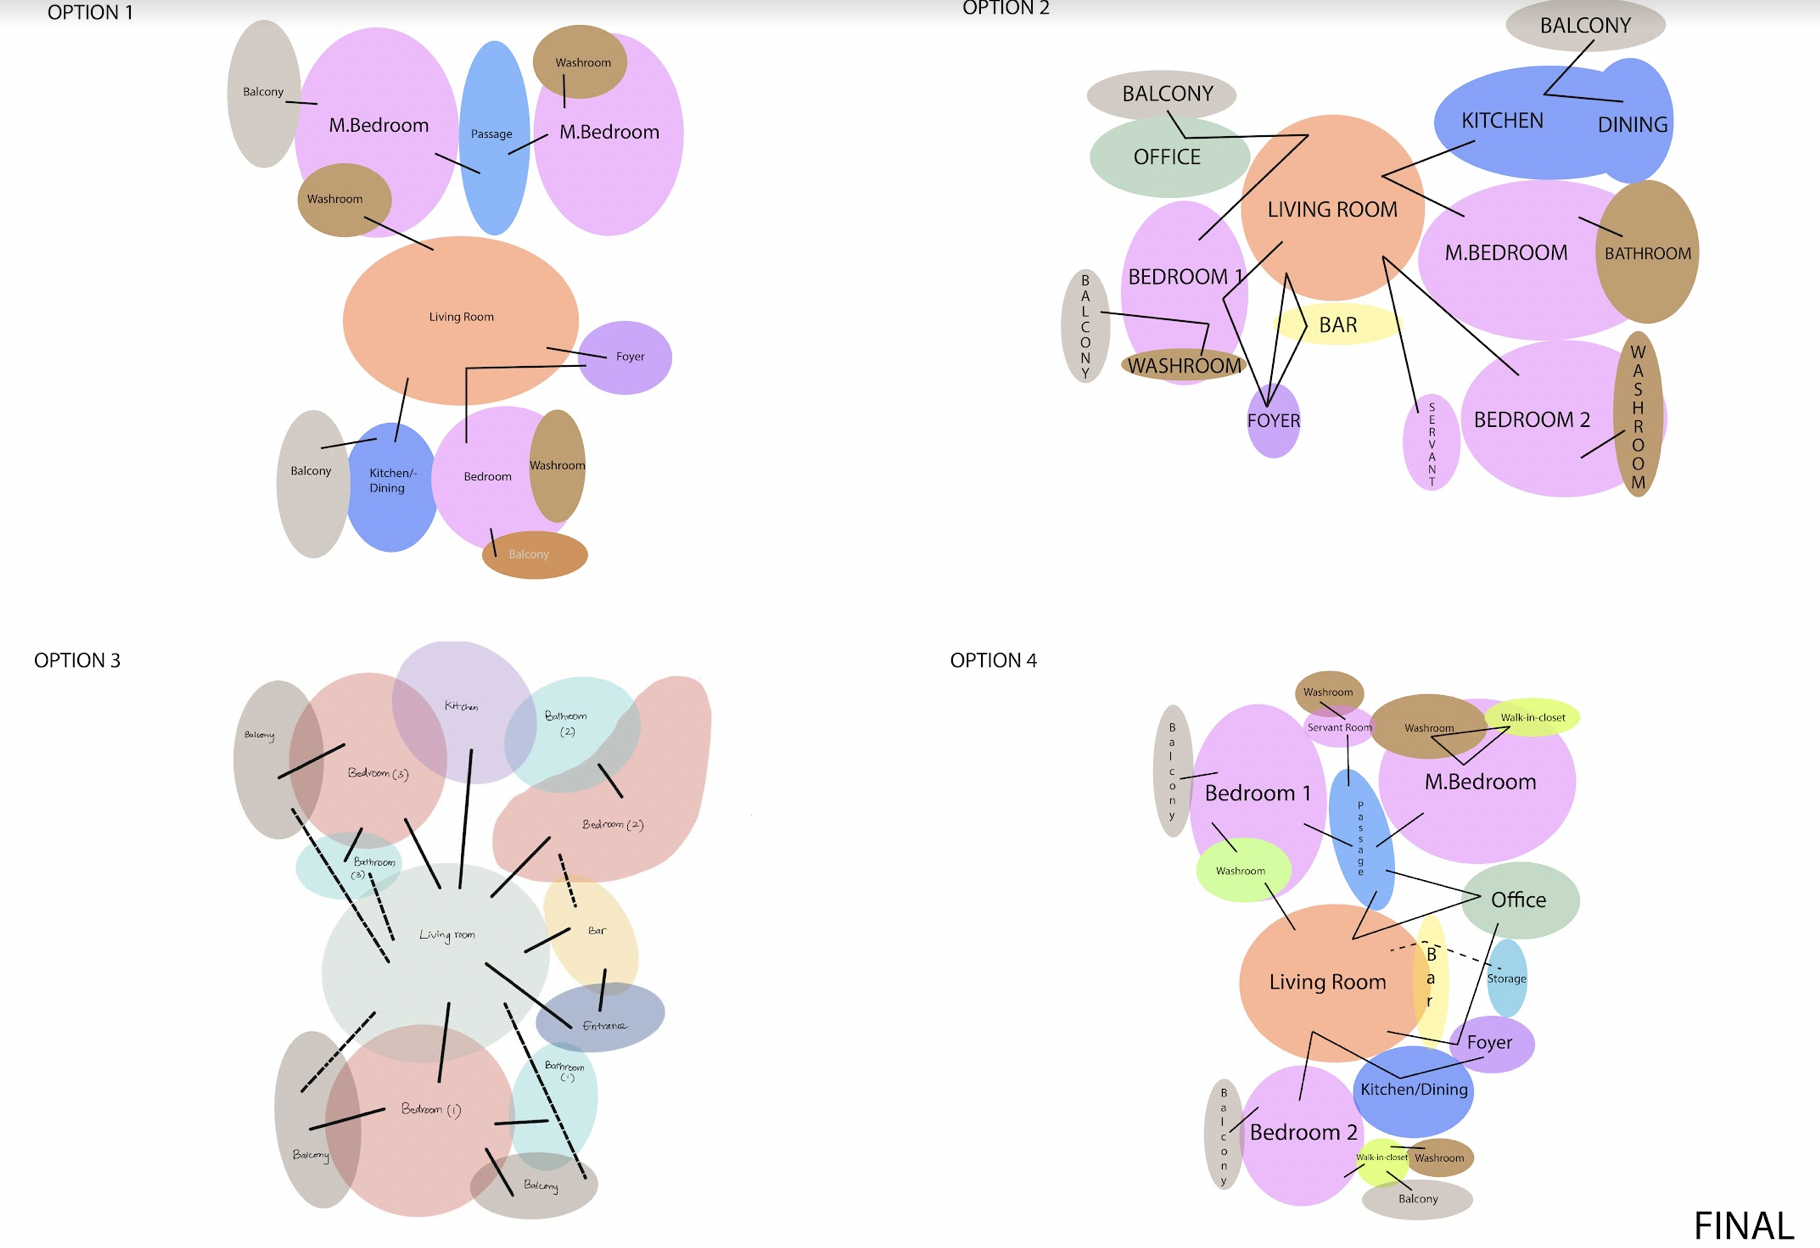 OPTION 1
Balcony
M.Bedroom
Passage
Washroom
M.Bedroom
Washroom
Living Room
Foyer
Balcony
Kitchen/-
Dining
Bedroom
Washroom
Balcony
OPTION 2
BALCONY
BALCONY
OFFICE
KITCHEN
DINING
LIVING ROOM
M.BEDROOM
BATHROOM
BEDROOM 1
BALCONY
WASHROOM
BAR
FOYER
SERVANT
BEDROOM 2
WASHROOM
OPTION 3
Balcony
Bedroom (3)
Kitchen
Bathroom
(2)
Bedroom (2)
Bathroom
(3)
Living room
Bar
Entrance
Bathroom
(1)
Bedroom (1)
Balcony
Balcony
OPTION 4
Washroom
Servant Room
Washroom
Walk-in-closet
Balcony
Bedroom 1
M.Bedroom
Passage
Washroom
Office
Living Room
Bar
Storage
Foyer
Kitchen/Dining
Balcony
Bedroom 2
Walk-in-closet
Washroom
Balcony
FINAL